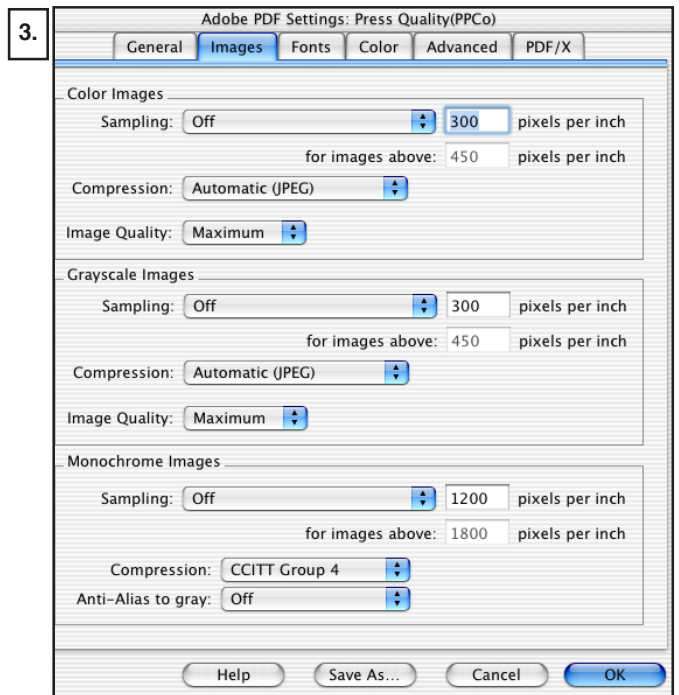 3.
Adobe PDF Settings: Press Quality(PPCo)
General Images Fonts Color Advanced PDF/X
Color Images
Sampling: Off 300 pixels per inch
for images above: 450 pixels per inch
Compression: Automatic (JPEG)
Image Quality: Maximum
Grayscale Images
Sampling: Off 300 pixels per inch
for images above: 450 pixels per inch
Compression: Automatic (JPEG)
Image Quality: Maximum
Monochrome Images
Sampling: Off 1200 pixels per inch
for images above: 1800 pixels per inch
Compression: CCITT Group 4
Anti-Alias to gray: Off
Help Save As... Cancel OK